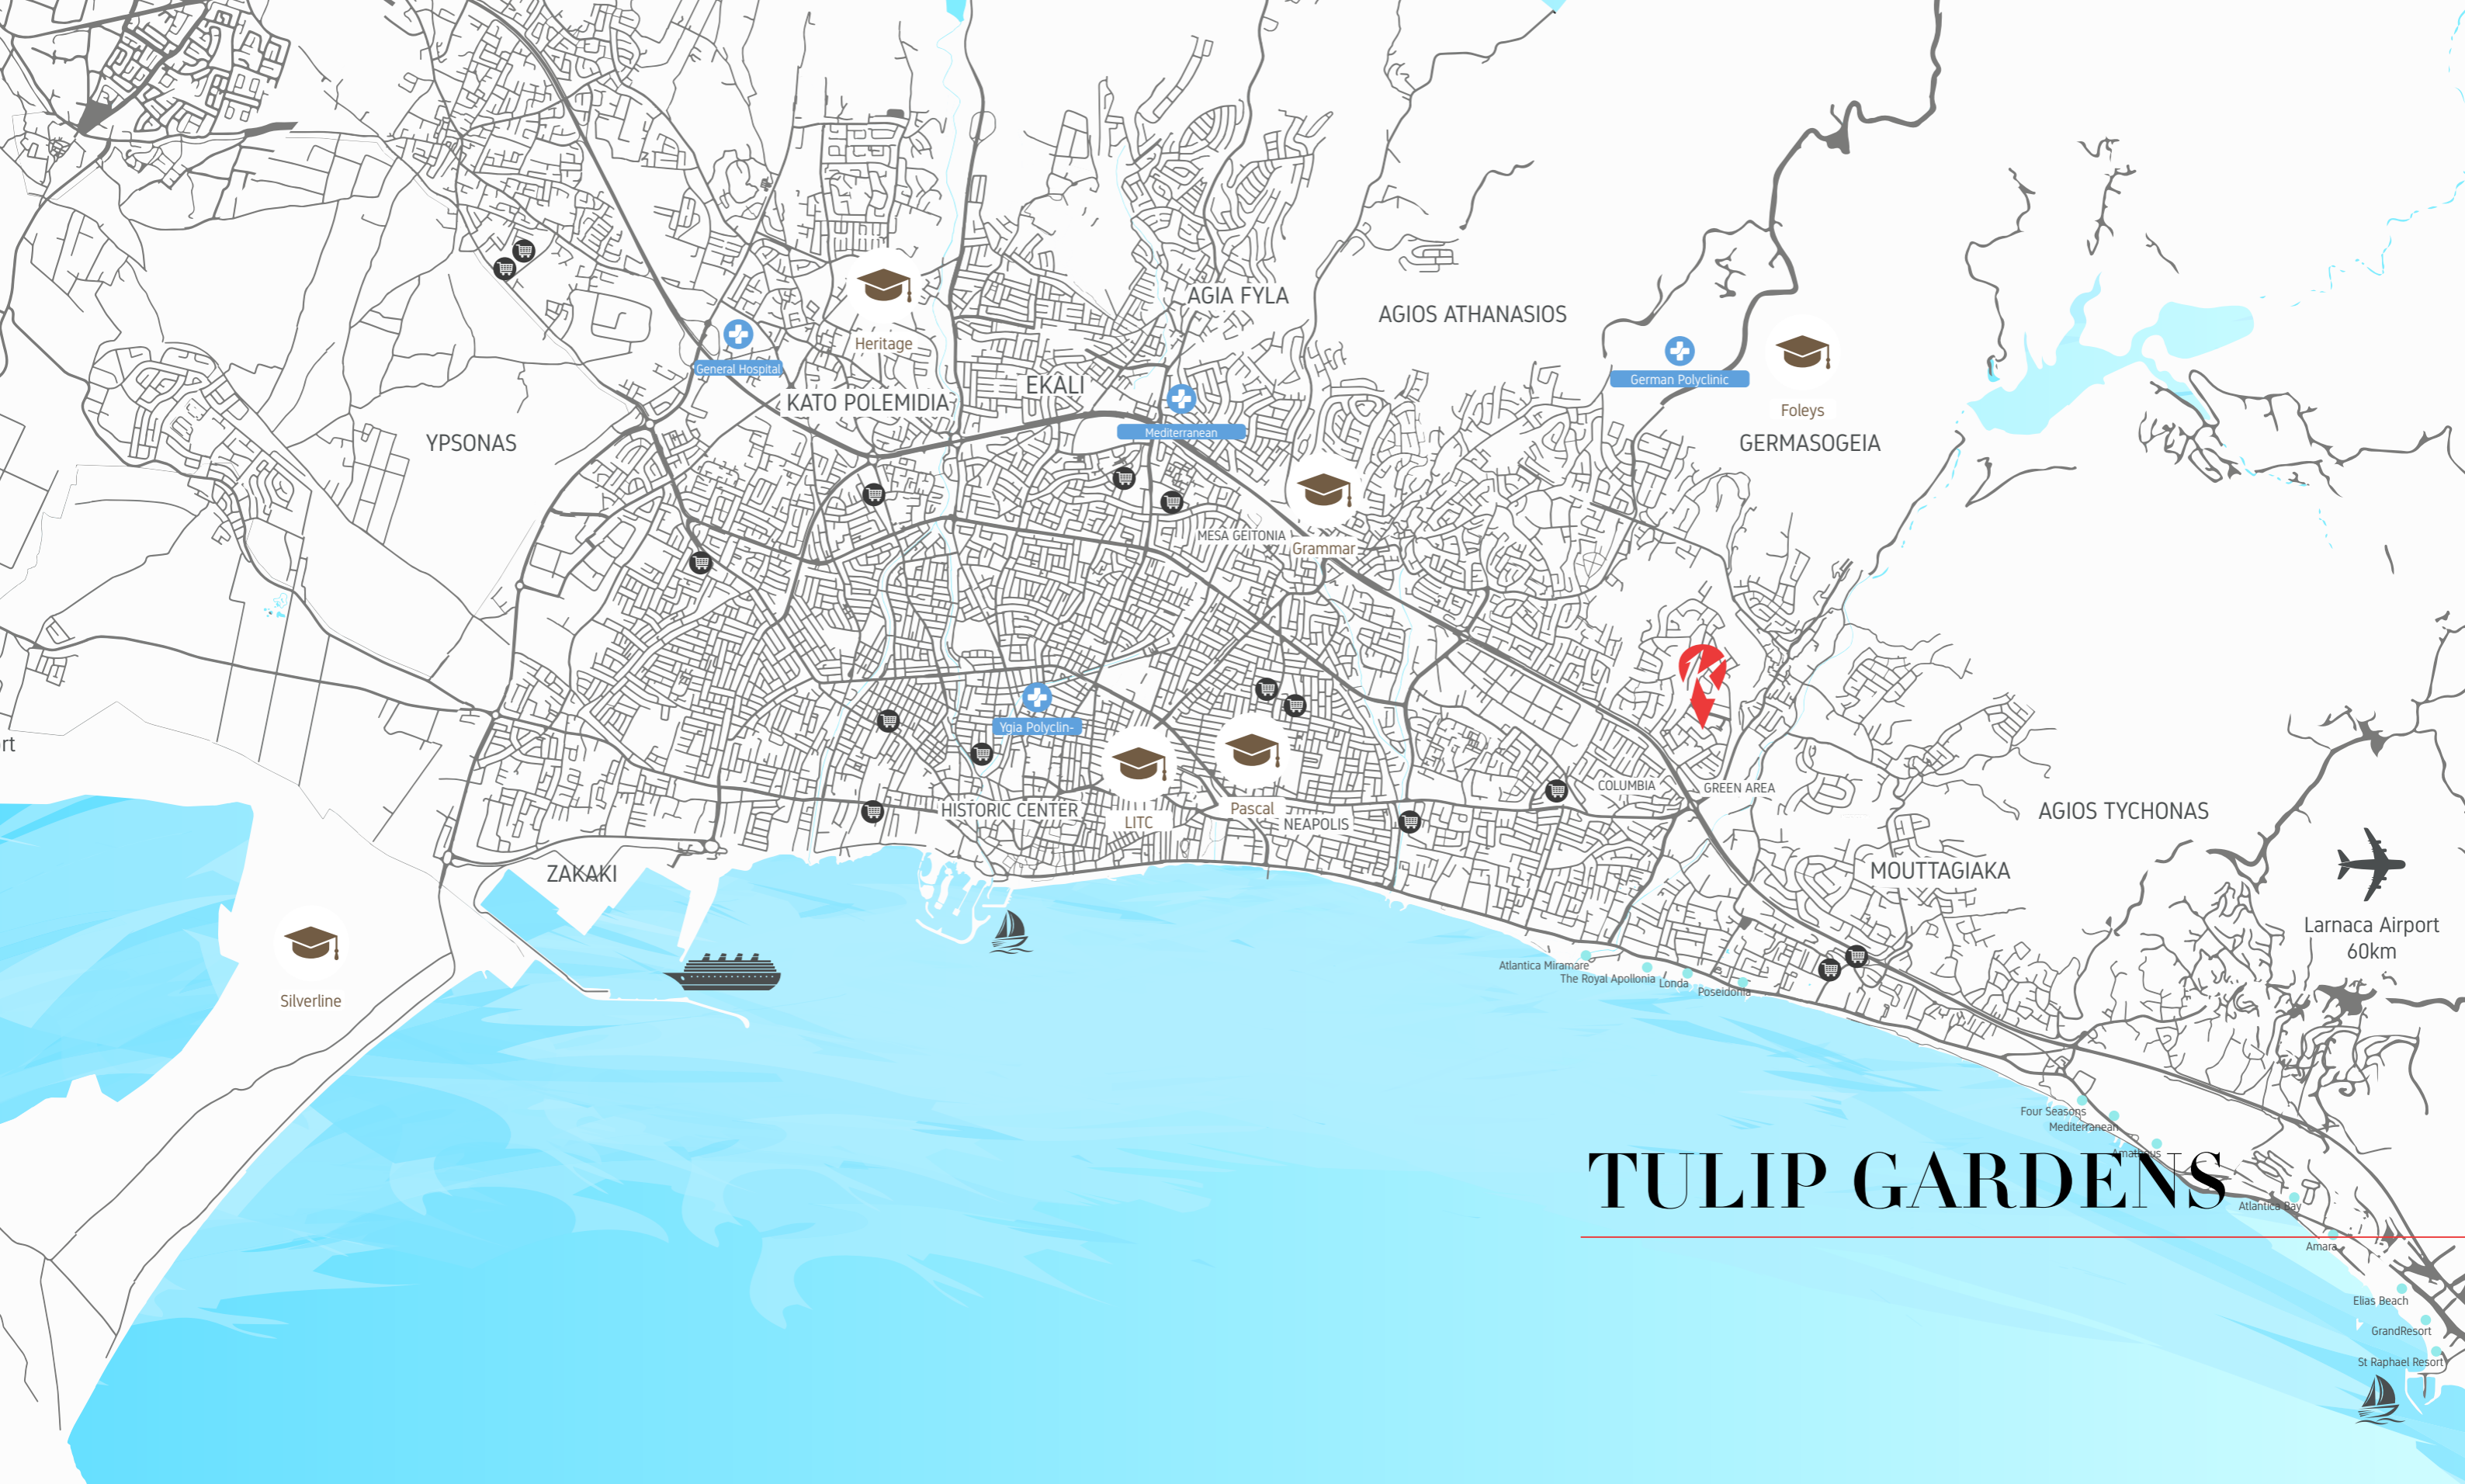 AGIA FYLA
AGIOS ATHANASIOS
Heritage
General Hospital
German Polyclinic
EKALI
KATO POLEMIDIA
Foleys
Mediterranean
YPSONAS
GERMASOGEIA
MESA GEITONIA
Grammar
Ygia Polyclin-
rt
COLUMBIA
GREEN AREA
HISTORIC CENTER
Pascal
LITC
NEAPOLIS
AGIOS TYCHONAS
ZAKAKI
MOUTTAGIAKA
Larnaca Airport
60km
Silverline
Atlantica Miramare
The Royal Apollonia
Londa
Poseidonia
Four Seasons
Mediterranean
Amathus
TULIP GARDENS
Atlantica Bay
Amara
Elias Beach
GrandResort
St Raphael Resort